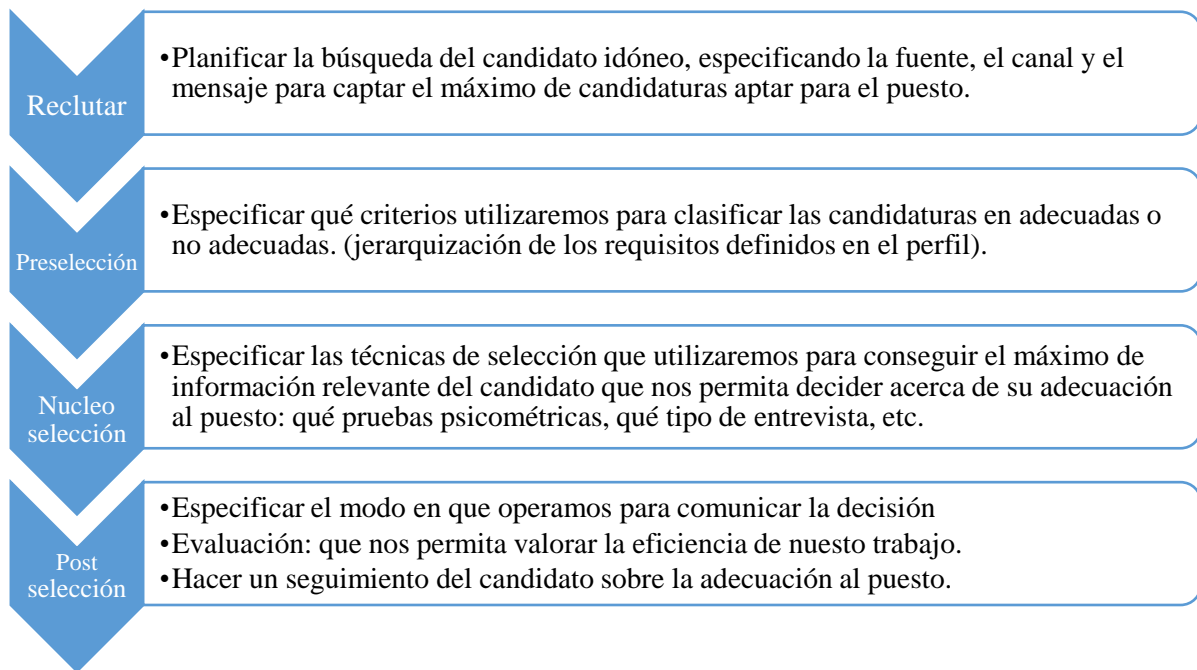 Reclutar
•Planificar la búsqueda del candidato idóneo, especificando la fuente, el canal y el
mensaje para captar el máximo de candidaturas aptar para el puesto.
Preselección
•Especificar qué criterios utilizaremos para clasificar las candidaturas en adecuadas o
no adecuadas. (jerarquización de los requisitos definidos en el perfil).
Nucleo
selección
•Especificar las técnicas de selección que utilizaremos para conseguir el máximo de
información relevante del candidato que nos permita decider acerca de su adecuación
al puesto: qué pruebas psicométricas, qué tipo de entrevista, etc.
Post
selección
•Especificar el modo en que operamos para comunicar la decisión
•Evaluación: que nos permita valorar la eficiencia de nuestro trabajo.
•Hacer un seguimiento del candidato sobre la adecuación al puesto.